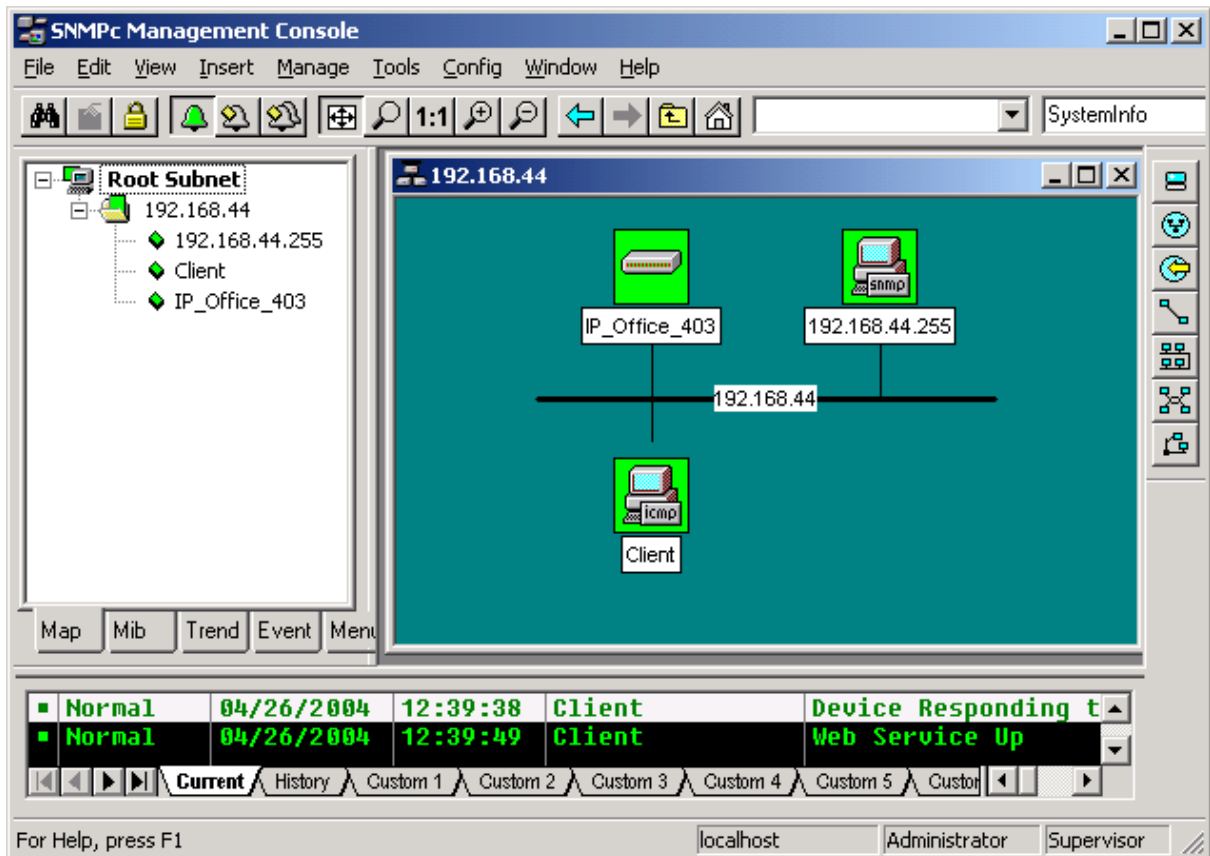 SNMPc Management Console
File Edit View Insert Manage Tools Config Window Help
1:1 SystemInfo
Root Subnet
192.168.44
192.168.44.255
Client
IP_Office_403
Map Mib Trend Event Menu
192.168.44
snmp
IP_Office_403 192.168.44.255
192.168.44
icmp
Client
Normal 04/26/2004 12:39:38 Client Device Responding t
Normal 04/26/2004 12:39:49 Client Web Service Up
Current History Custom 1 Custom 2 Custom 3 Custom 4 Custom 5 Custom
For Help, press F1 localhost Administrator Supervisor